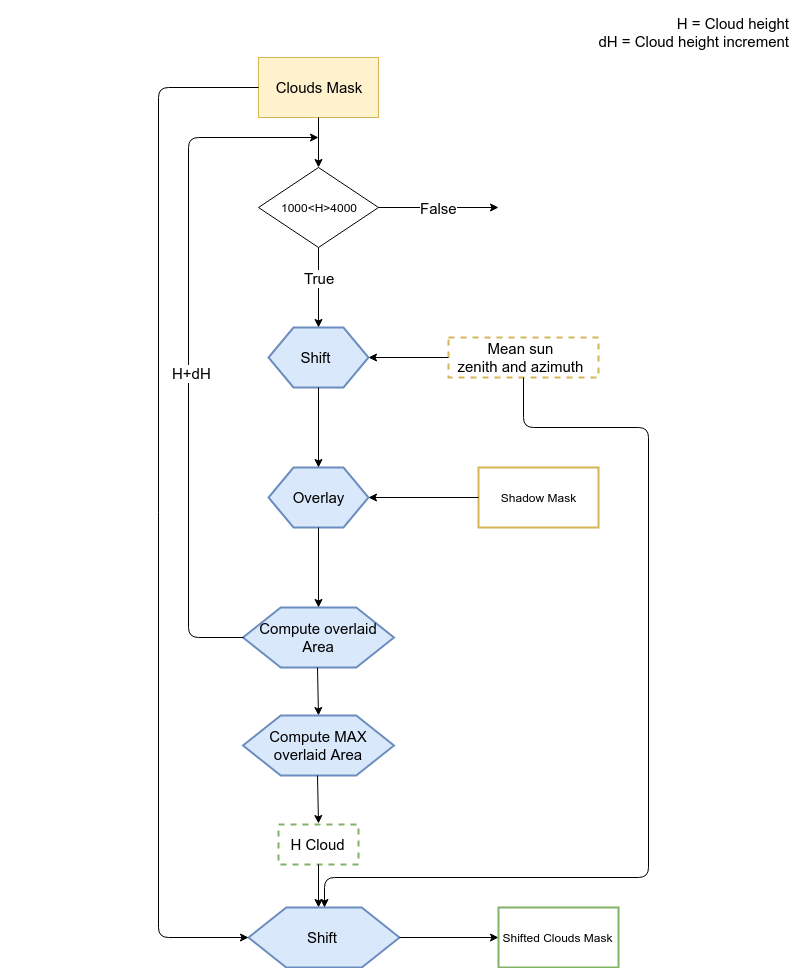 H = Cloud height
dH = Cloud height increment
Clouds Mask
1000<H>4000
False
True
Shift
Mean sun
zenith and azimuth
H+dH
Overlay
Shadow Mask
Compute overlaid
Area
Compute MAX
overlaid Area
H Cloud
Shift
Shifted Clouds Mask